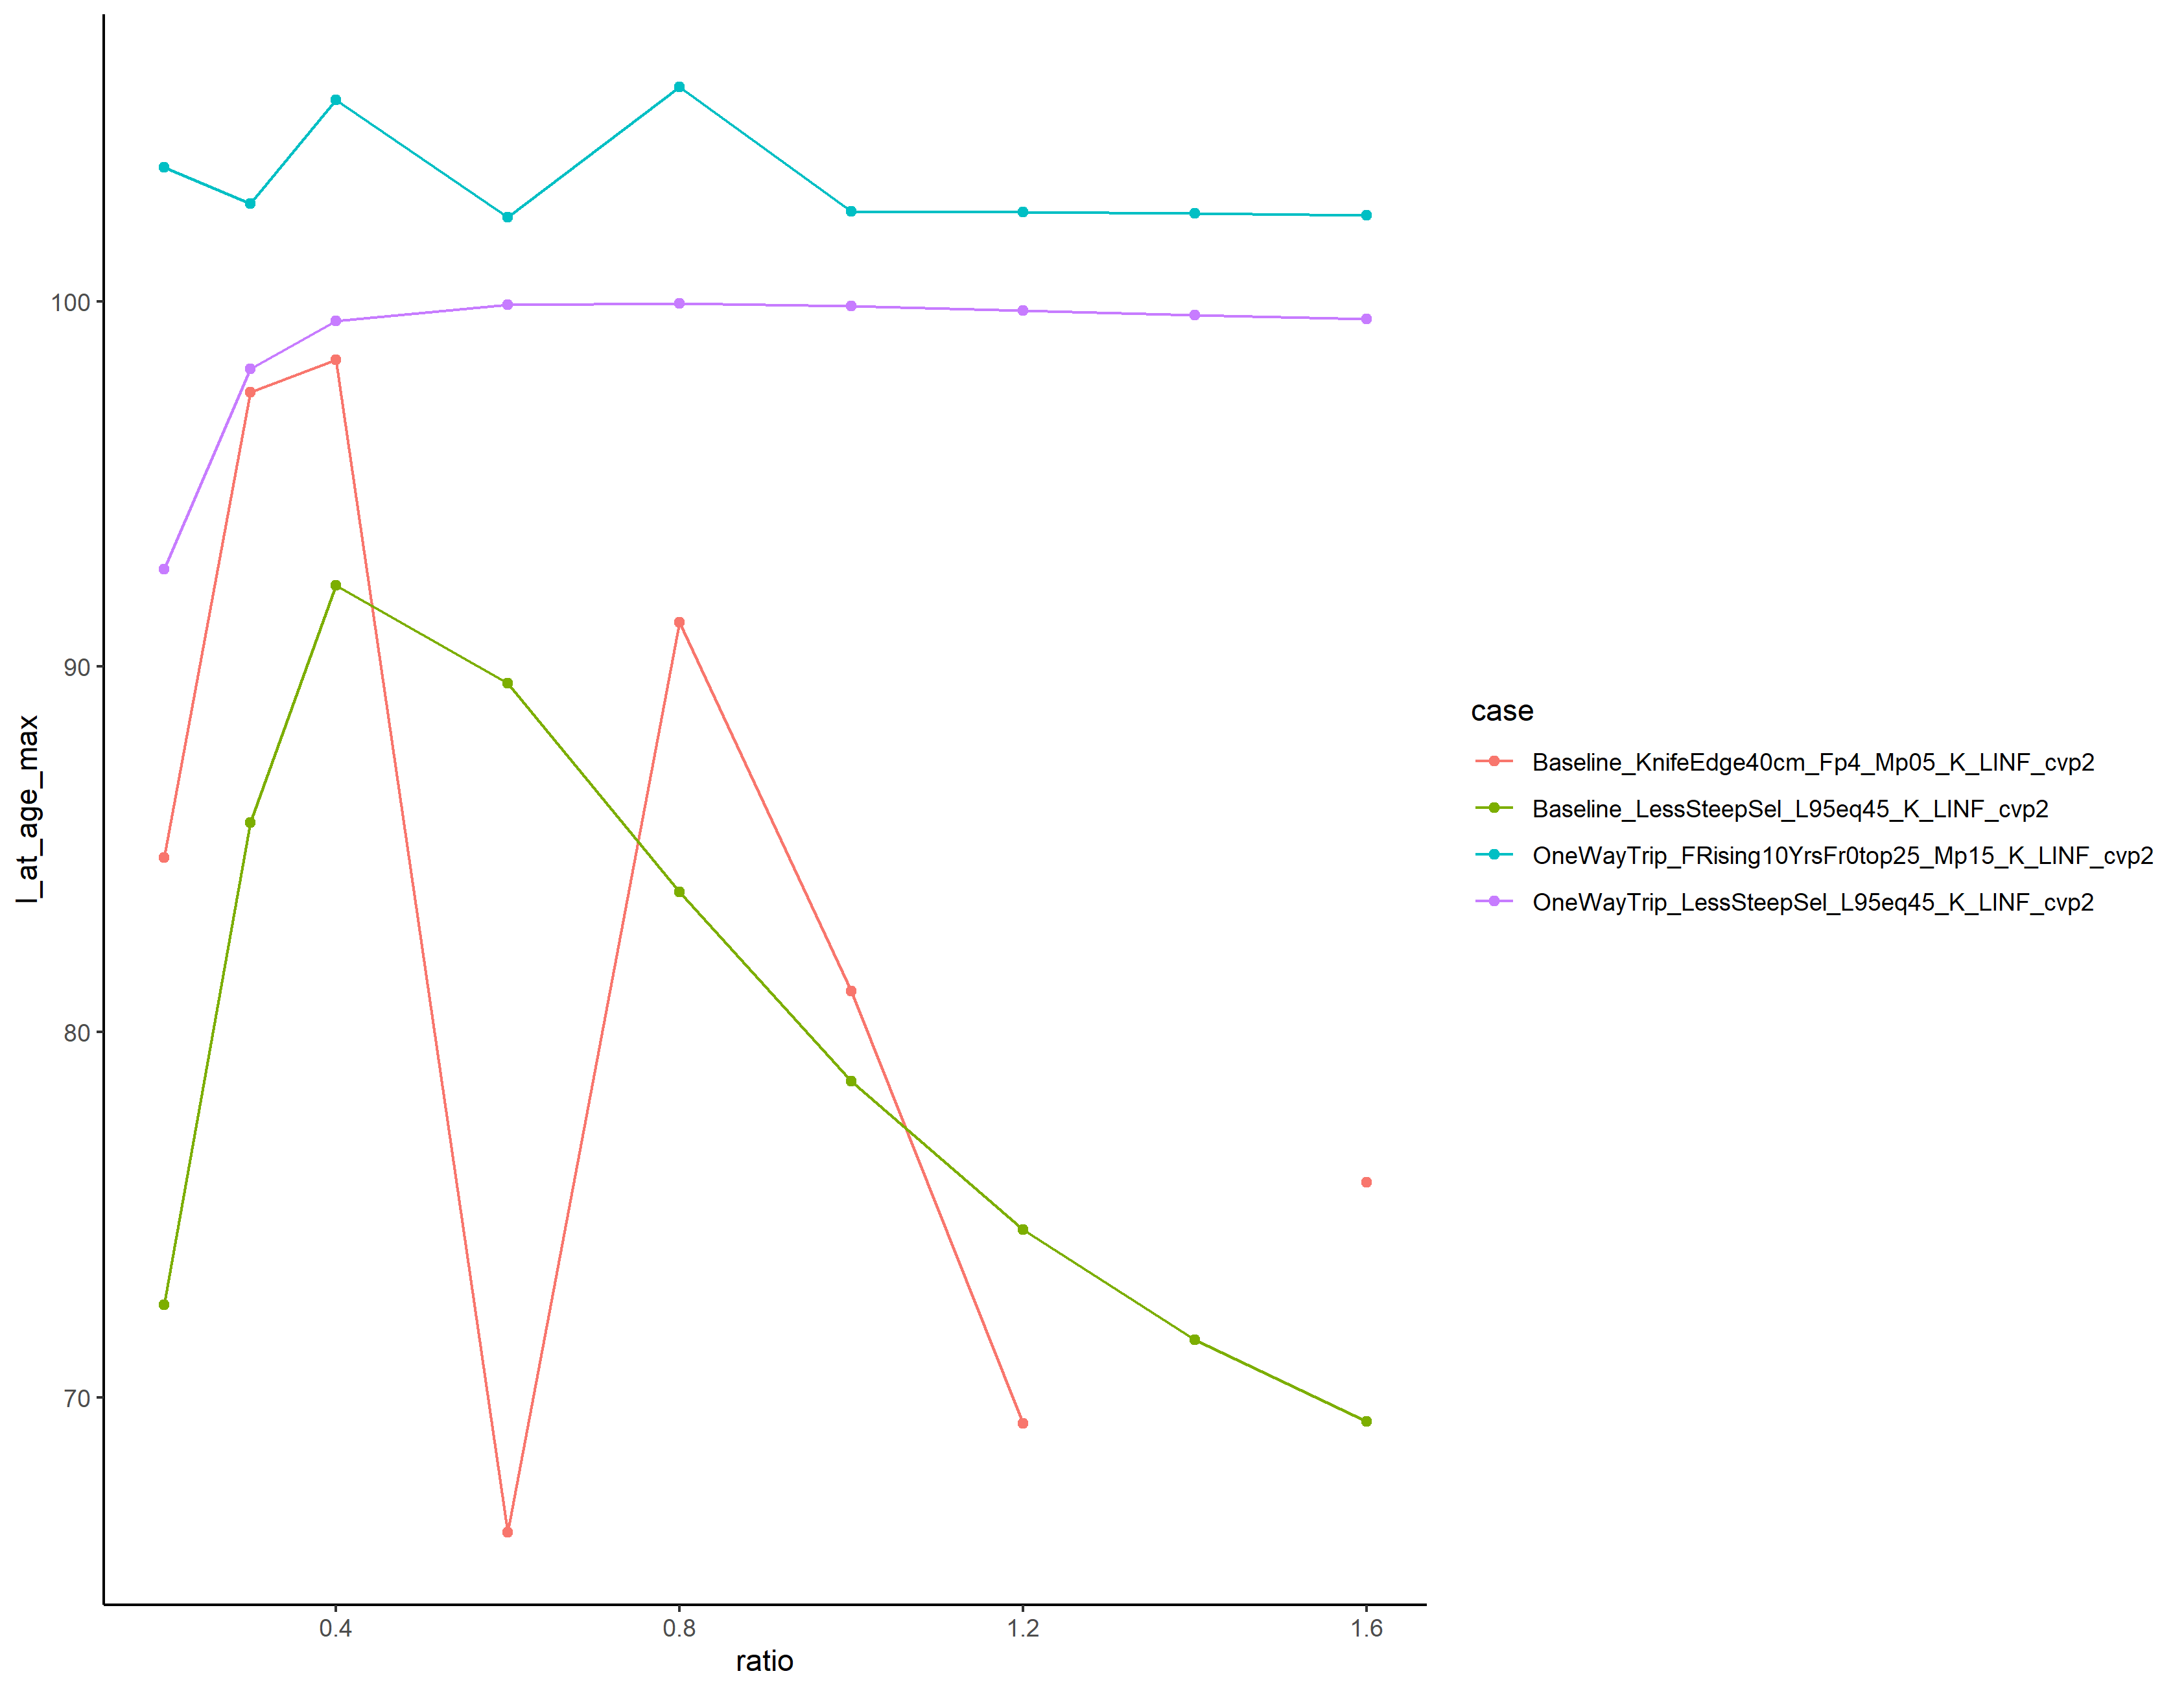 100
90
80
70
l_at_age_max
0.4
0.8
1.2
1.6
ratio
case
Baseline_KnifeEdge40cm_Fp4_Mp05_K_LINF_cvp2
Baseline_LessSteepSel_L95eq45_K_LINF_cvp2
OneWayTrip_FRising10YrsFr0top25_Mp15_K_LINF_cvp2
OneWayTrip_LessSteepSel_L95eq45_K_LINF_cvp2